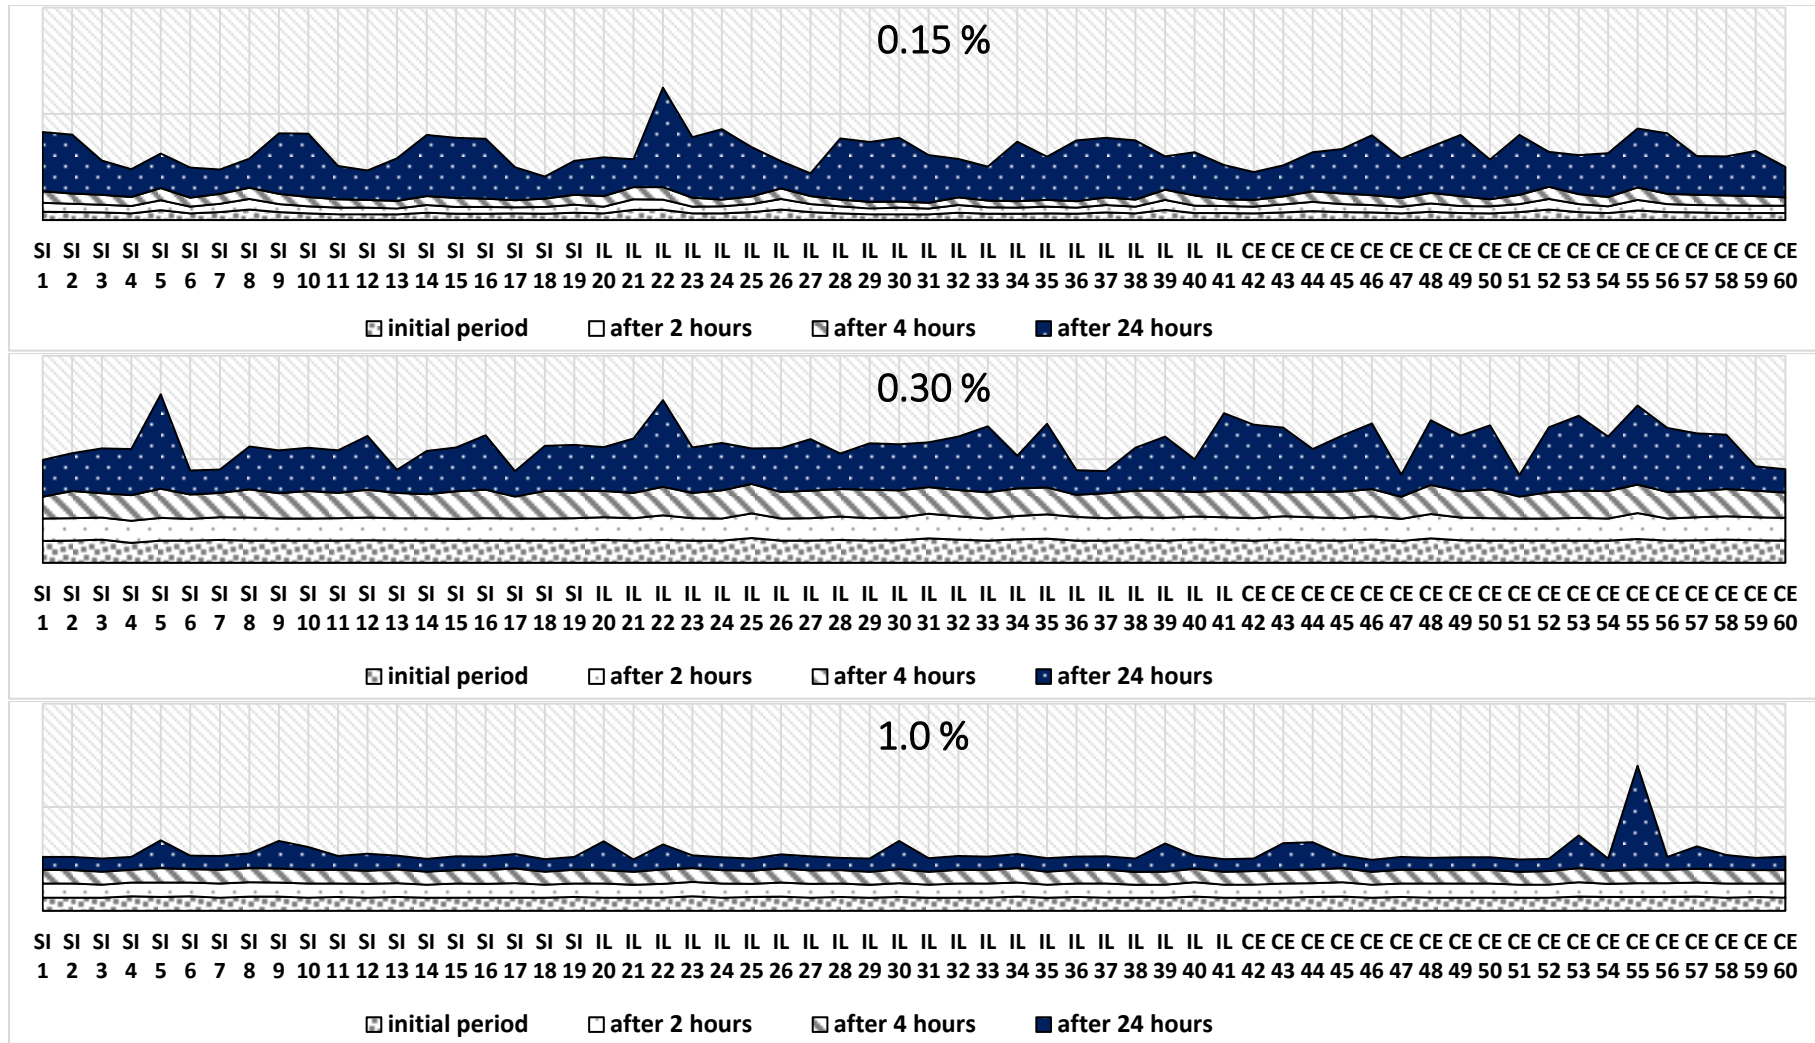 0.15 %
SI SI SI SI SI SI SI SI SI SI SI SI SI SI SI SI SI SI SI IL IL IL IL IL IL IL IL IL IL IL IL IL IL IL IL IL IL IL IL IL IL CE CE CE CE CE CE CE CE CE CE CE CE CE CE CE CE CE CE CE
1 2 3 4 5 6 7 8 9 10 11 12 13 14 15 16 17 18 19 20 21 22 23 24 25 26 27 28 29 30 31 32 33 34 35 36 37 38 39 40 41 42 43 44 45 46 47 48 49 50 51 52 53 54 55 56 57 58 59 60
initial period after 2 hours after 4 hours after 24 hours
0.30 %
SI SI SI SI SI SI SI SI SI SI SI SI SI SI SI SI SI SI SI IL IL IL IL IL IL IL IL IL IL IL IL IL IL IL IL IL IL IL IL IL IL CE CE CE CE CE CE CE CE CE CE CE CE CE CE CE CE CE CE CE
1 2 3 4 5 6 7 8 9 10 11 12 13 14 15 16 17 18 19 20 21 22 23 24 25 26 27 28 29 30 31 32 33 34 35 36 37 38 39 40 41 42 43 44 45 46 47 48 49 50 51 52 53 54 55 56 57 58 59 60
initial period after 2 hours after 4 hours after 24 hours
1.0 %
SI SI SI SI SI SI SI SI SI SI SI SI SI SI SI SI SI SI SI IL IL IL IL IL IL IL IL IL IL IL IL IL IL IL IL IL IL IL IL IL IL CE CE CE CE CE CE CE CE CE CE CE CE CE CE CE CE CE CE CE
1 2 3 4 5 6 7 8 9 10 11 12 13 14 15 16 17 18 19 20 21 22 23 24 25 26 27 28 29 30 31 32 33 34 35 36 37 38 39 40 41 42 43 44 45 46 47 48 49 50 51 52 53 54 55 56 57 58 59 60
initial period after 2 hours after 4 hours after 24 hours